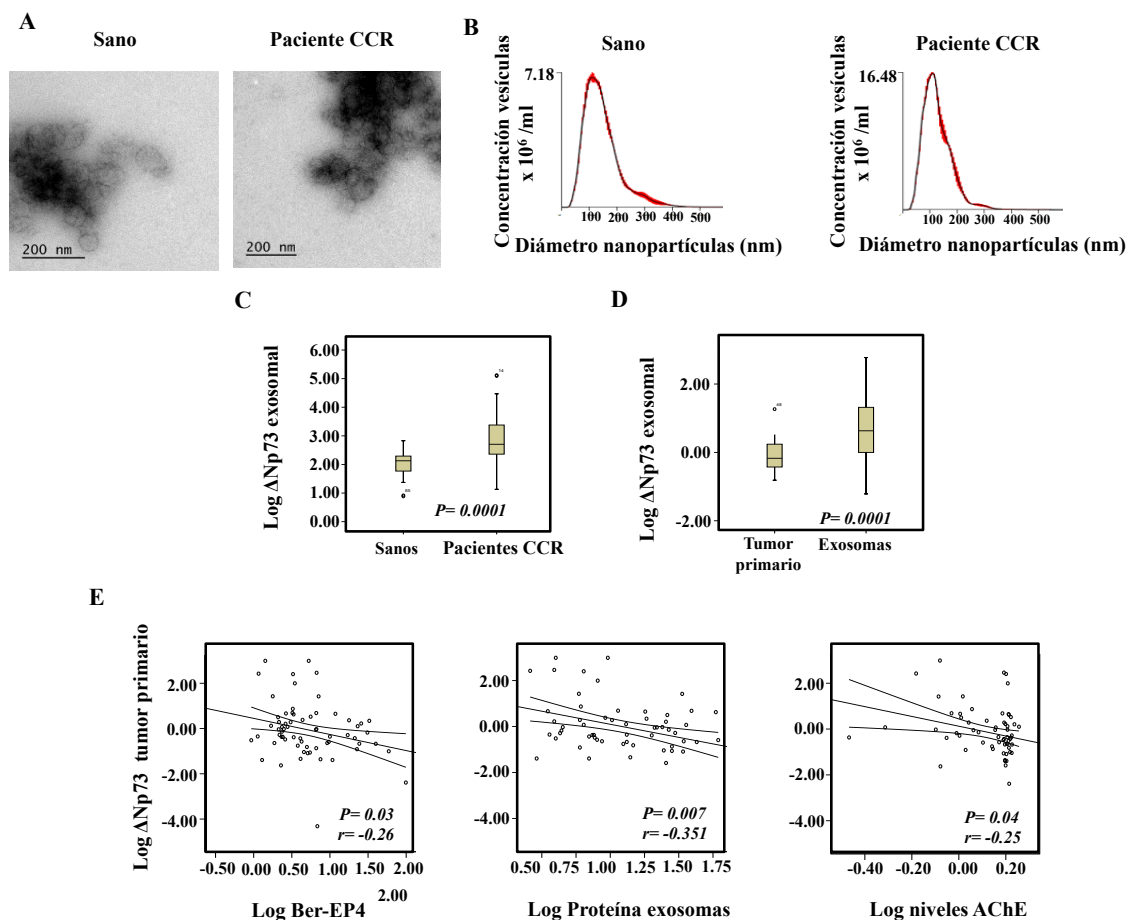 A
Sano
Paciente CCR
200 nm
200 nm
B
Sano
Paciente CCR
Concentración vesículas
x 10⁶ /ml
7.18
100 200 300 400 500
Diámetro nanopartículas (nm)
Concentración vesículas
x 10⁶ /ml
16.48
100 200 300 400 500
Diámetro nanopartículas (nm)
C
Log ΔNp73 exosomal
6.00
5.00
4.00
3.00
2.00
1.00
0.00
P= 0.0001
Sanos
Pacientes CCR
D
Log ΔNp73 exosomal
2.00
0.00
-2.00
P= 0.0001
Tumor
primario
Exosomas
E
Log ΔNp73 tumor primario
2.00
0.00
-2.00
-4.00
P= 0.03
r= -0.26
-0.50 0.00 0.50 1.00 1.50 2.00
2.00
Log Ber-EP4
2.00
0.00
-2.00
-4.00
P= 0.007
r= -0.351
0.50 0.75 1.00 1.25 1.50 1.75
Log Proteína exosomas
2.00
0.00
-2.00
-4.00
P= 0.04
r= -0.25
-0.40 -0.20 0.00 0.20
Log niveles AChE